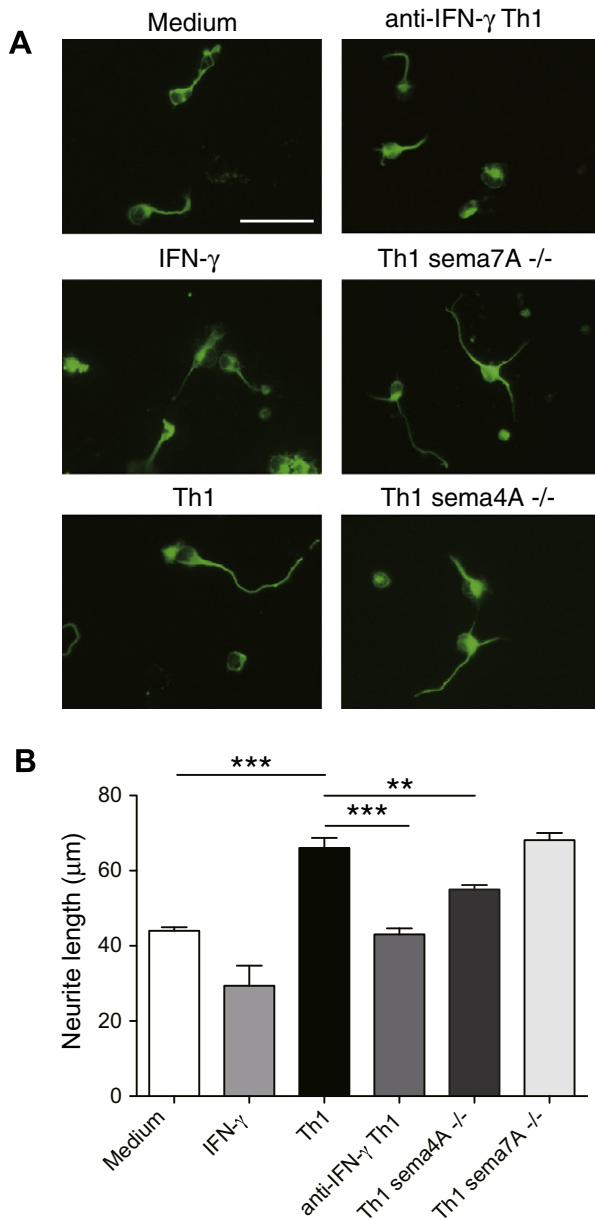 A
Medium
anti-IFN-γ Th1
IFN-γ
Th1 sema7A -/-
Th1
Th1 sema4A -/-
B
***
**
***
80
60
40
20
0
Neurite length (μm)
Medium
IFN-γ
Th1
anti-IFN-γ Th1
Th1 sema4A -/-
Th1 sema7A -/-